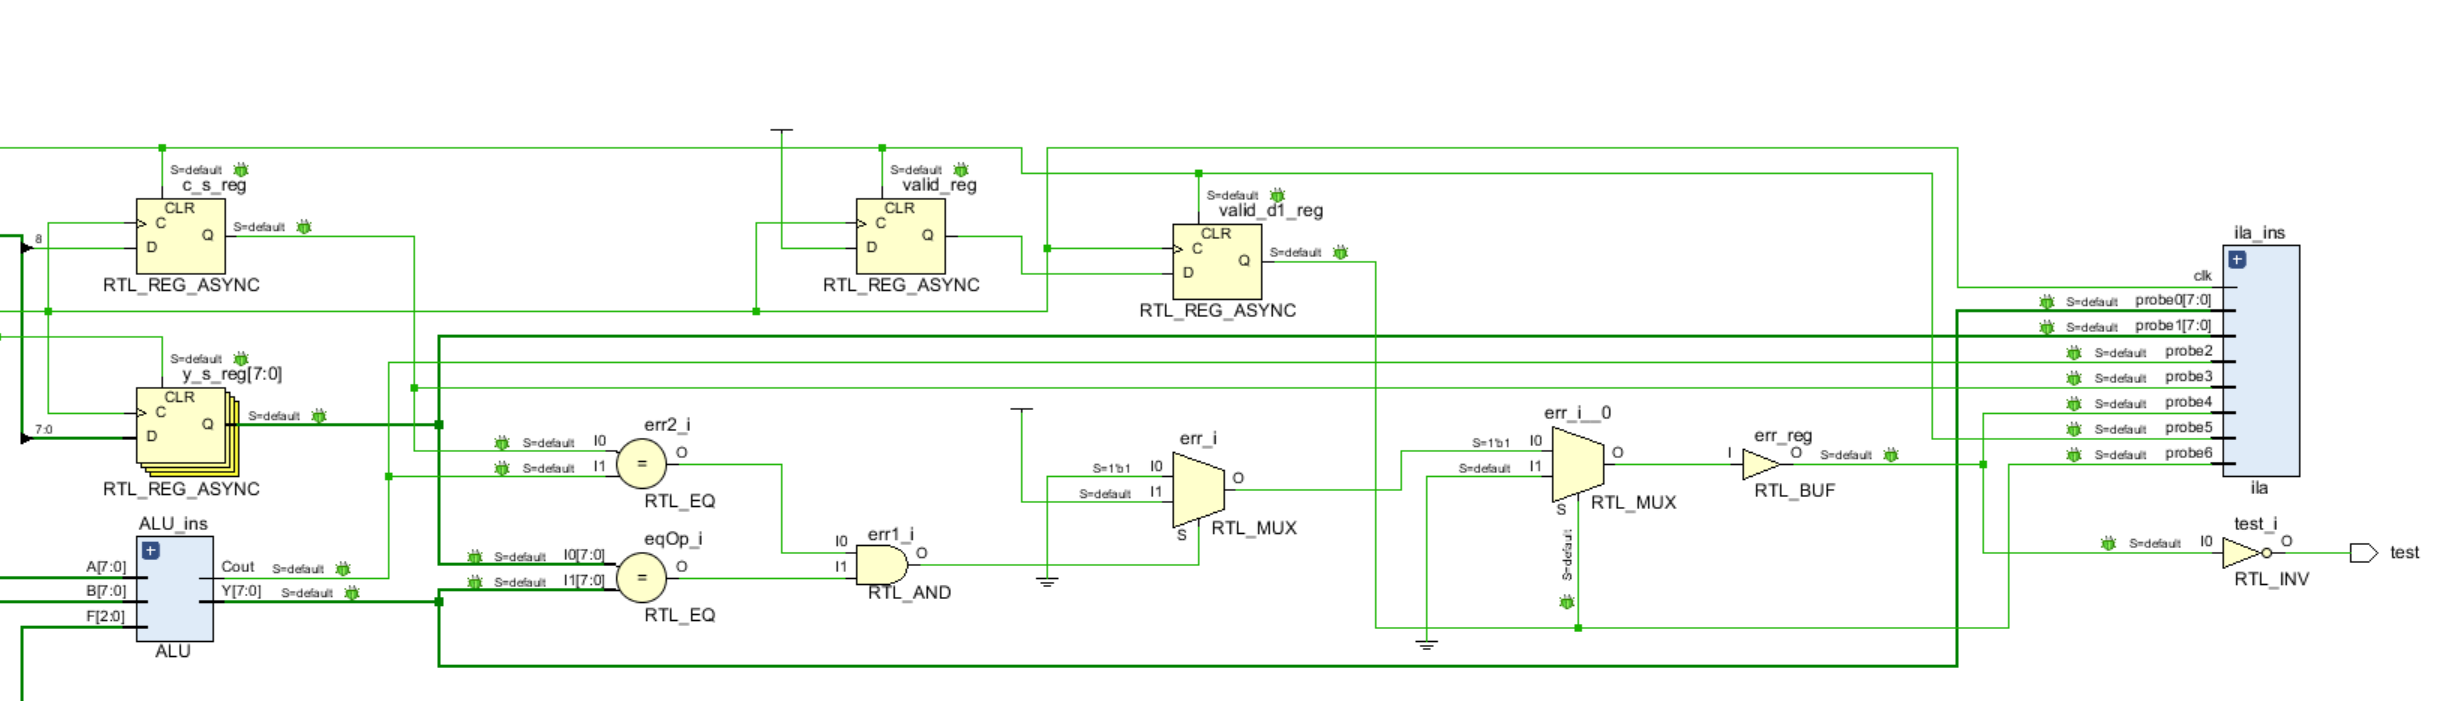 S=default
c_s_reg
CLR
C
D
Q
S=default
8
RTL_REG_ASYNC
S=default
valid_reg
CLR
C
D
Q
RTL_REG_ASYNC
S=default
valid_d1_reg
CLR
C
D
Q
S=default
RTL_REG_ASYNC
S=default
y_s_reg[7:0]
CLR
C
D
Q
S=default
7:0
RTL_REG_ASYNC
ALU_ins
A[7:0]
B[7:0]
F[2:0]
Cout
S=default
Y[7:0]
S=default
ALU
err2_i
S=default I0
S=default I1
=
O
RTL_EQ
eqOp_i
S=default I0[7:0]
S=default I1[7:0]
=
O
RTL_EQ
err1_i
I0
I1
O
RTL_AND
err_i
S=1'b1 I0
S=default I1
O
S
RTL_MUX
err_i__0
S=1'b1 I0
S=default I1
O
S
S=default
RTL_MUX
err_reg
I
O
S=default
RTL_BUF
ila_ins
+
clk
S=default probe0[7:0]
S=default probe1[7:0]
S=default probe2
S=default probe3
S=default probe4
S=default probe5
S=default probe6
ila
test_i
S=default I0
O
test
RTL_INV
+